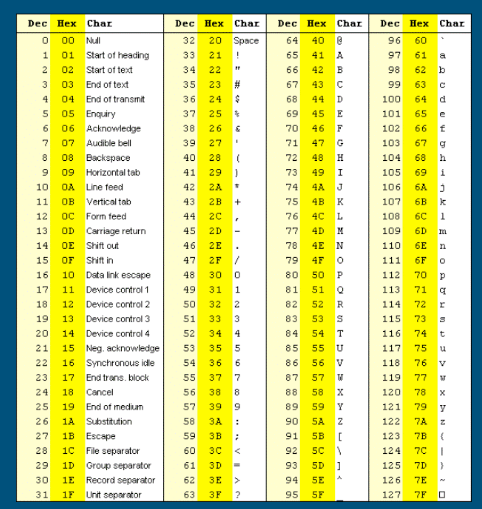 Dec Hex Char Dec Hex Char Dec Hex Char Dec Hex Char
0 00 Null 32 20 Space 64 40 @ 96 60 `
1 01 Start of heading 33 21 ! 65 41 A 97 61 a
2 02 Start of text 34 22 " 66 42 B 98 62 b
3 03 End of text 35 23 # 67 43 C 99 63 c
4 04 End of transmit 36 24 $ 68 44 D 100 64 d
5 05 Enquiry 37 25 % 69 45 E 101 65 e
6 06 Acknowledge 38 26 & 70 46 F 102 66 f
7 07 Audible bell 39 27 ' 71 47 G 103 67 g
8 08 Backspace 40 28 ( 72 48 H 104 68 h
9 09 Horizontal tab 41 29 ) 73 49 I 105 69 i
10 0A Line feed 42 2A * 74 4A J 106 6A j
11 0B Vertical tab 43 2B + 75 4B K 107 6B k
12 0C Form feed 44 2C , 76 4C L 108 6C l
13 0D Carriage return 45 2D - 77 4D M 109 6D m
14 0E Shift out 46 2E . 78 4E N 110 6E n
15 0F Shift in 47 2F / 79 4F O 111 6F o
16 10 Data link escape 48 30 0 80 50 P 112 70 p
17 11 Device control 1 49 31 1 81 51 Q 113 71 q
18 12 Device control 2 50 32 2 82 52 R 114 72 r
19 13 Device control 3 51 33 3 83 53 S 115 73 s
20 14 Device control 4 52 34 4 84 54 T 116 74 t
21 15 Neg. acknowledge 53 35 5 85 55 U 117 75 u
22 16 Synchronous idle 54 36 6 86 56 V 118 76 v
23 17 End trans. block 55 37 7 87 57 W 119 77 w
24 18 Cancel 56 38 8 88 58 X 120 78 x
25 19 End of medium 57 39 9 89 59 Y 121 79 y
26 1A Substitution 58 3A : 90 5A Z 122 7A z
27 1B Escape 59 3B ; 91 5B [ 123 7B {
28 1C File separator 60 3C < 92 5C \ 124 7C |
29 1D Group separator 61 3D = 93 5D ] 125 7D }
30 1E Record separator 62 3E > 94 5E ^ 126 7E ~
31 1F Unit separator 63 3F ? 95 5F _ 127 7F □